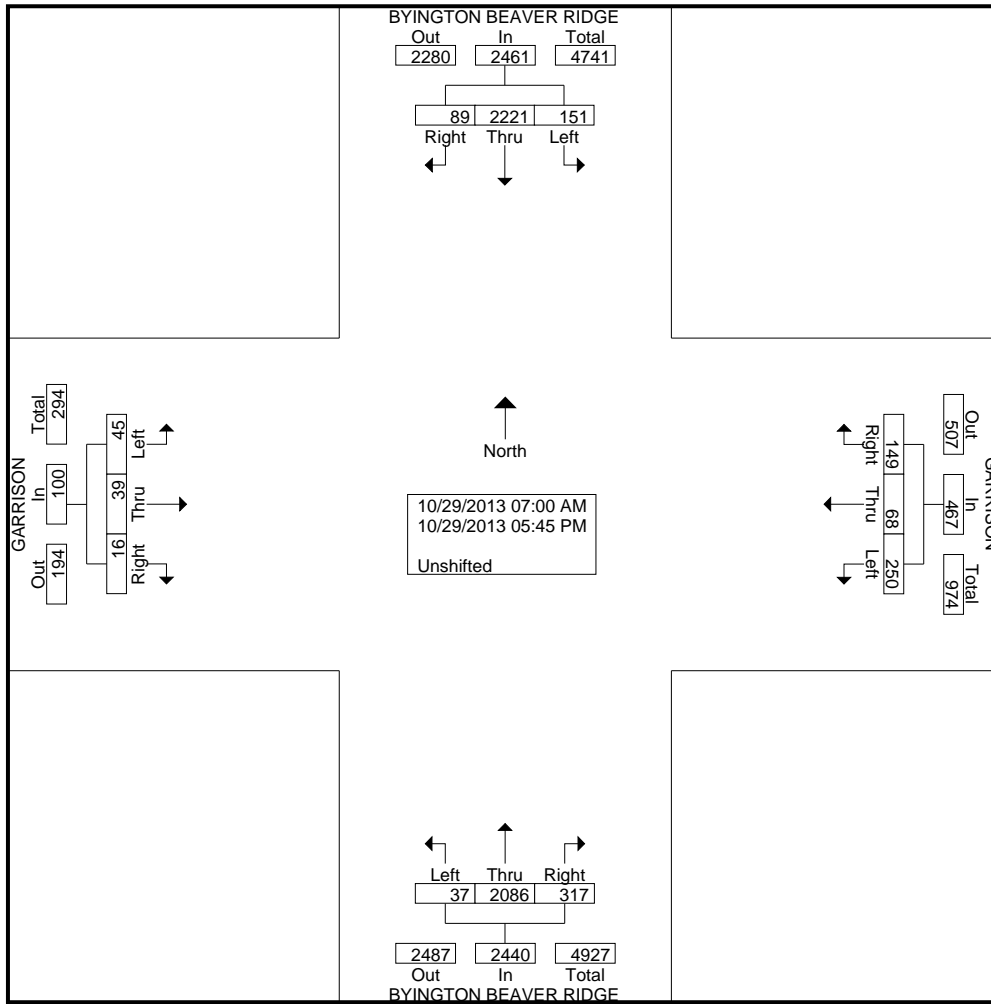 BYINGTON BEAVER RIDGE
Out In Total
2280 2461 4741
89 2221 151
Right Thru Left
GARRISON
Total In Out
294 100 194
45 39 16
Left Thru Right
North
10/29/2013 07:00 AM
10/29/2013 05:45 PM
Unshifted
Right Thru Left
149 68 250
Out In Total
507 467 974
GARRISON
Left Thru Right
37 2086 317
2487 2440 4927
Out In Total
BYINGTON BEAVER RIDGE